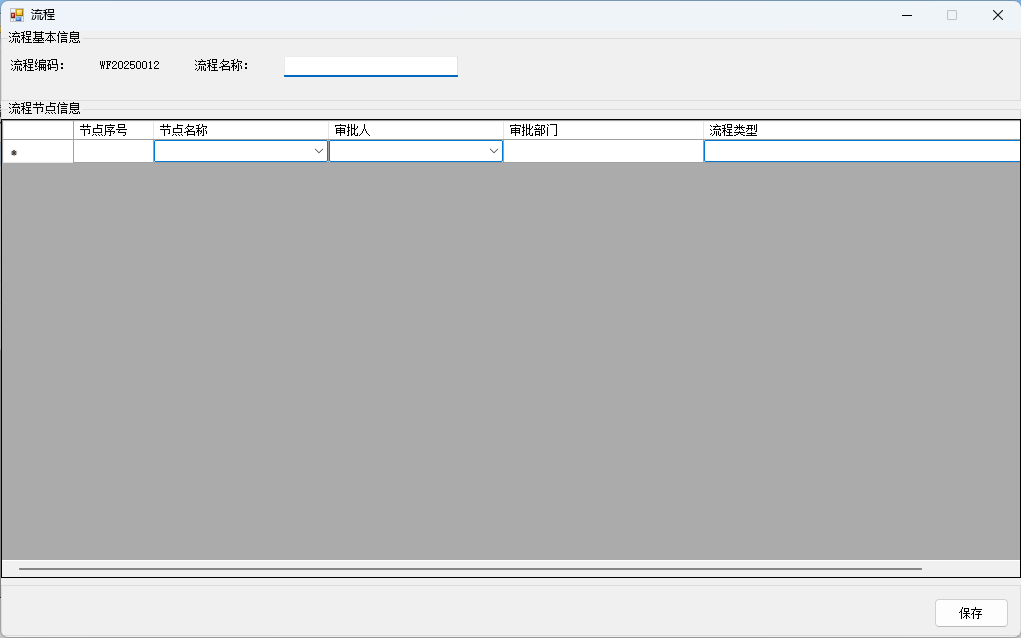 流程
流程基本信息
流程编码： WF20250012 流程名称：
流程节点信息
节点序号 节点名称 审批人 审批部门 流程类型
保存